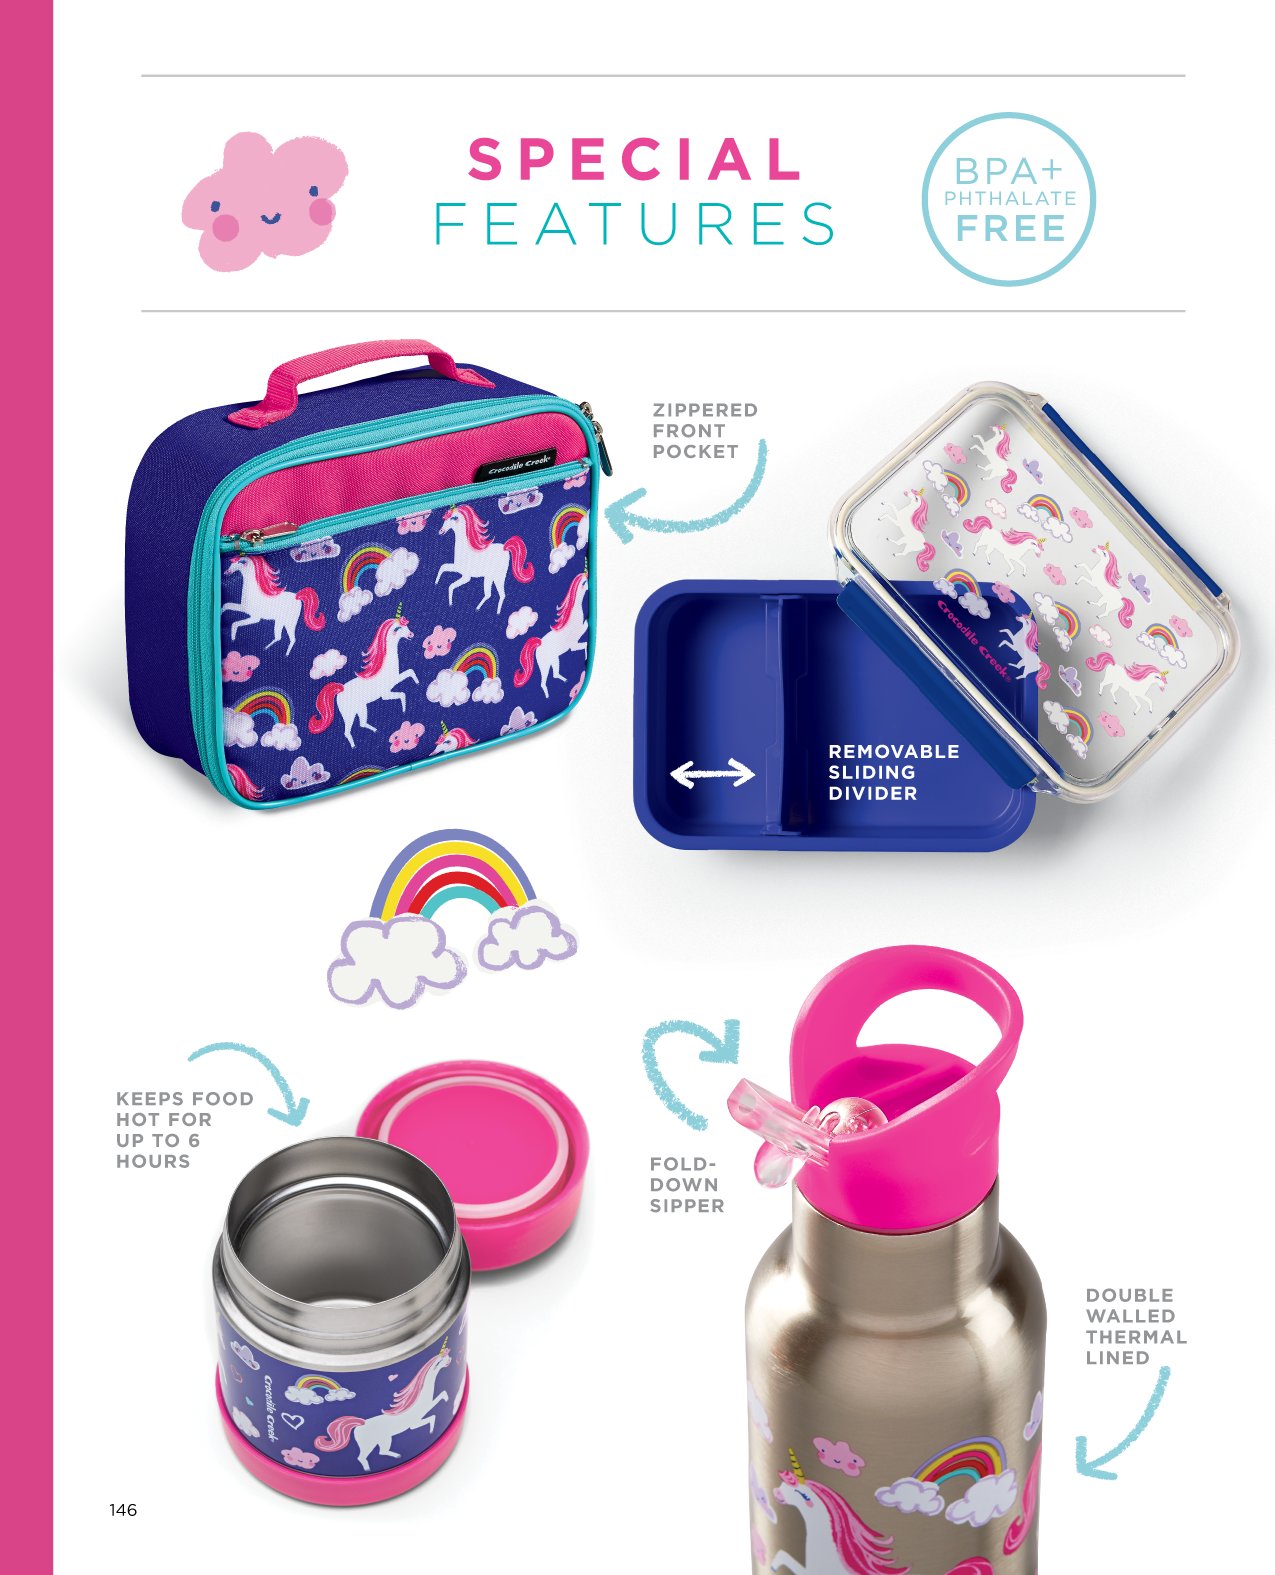 SPECIAL
FEATURES
BPA+
PHTHALATE
FREE
ZIPPERED
FRONT
POCKET
Crocodile Creek®
Crocodile Creek®
REMOVABLE
SLIDING
DIVIDER
KEEPS FOOD
HOT FOR
UP TO 6
HOURS
Crocodile Creek®
FOLD-
DOWN
SIPPER
DOUBLE
WALLED
THERMAL
LINED
146